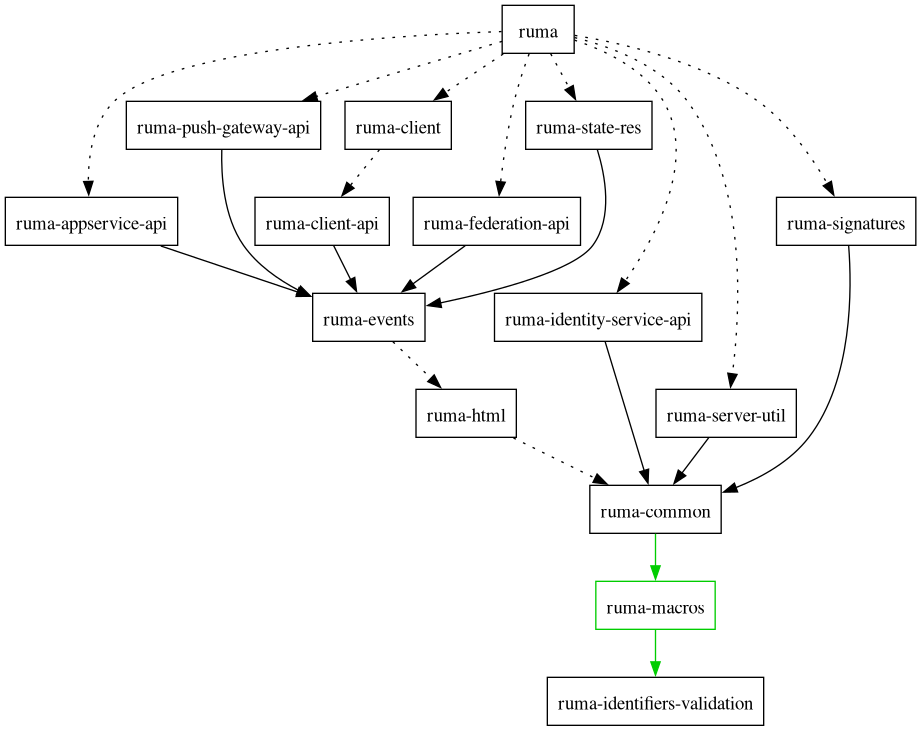 ruma
ruma-push-gateway-api
ruma-client
ruma-state-res
ruma-appservice-api
ruma-client-api
ruma-federation-api
ruma-signatures
ruma-events
ruma-identity-service-api
ruma-html
ruma-server-util
ruma-common
ruma-macros
ruma-identifiers-validation